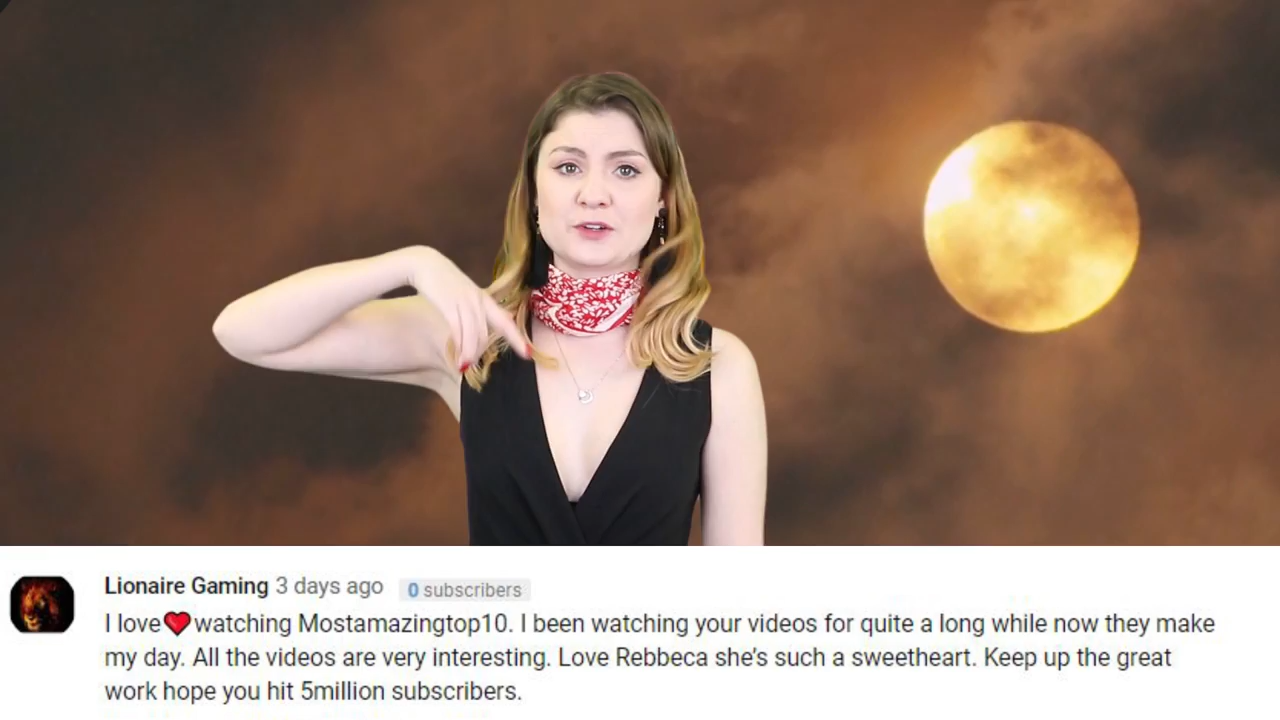 Lionaire Gaming 3 days ago 0 subscribers
I love❤️watching Mostamazingtop10. I been watching your videos for quite a long while now they make
my day. All the videos are very interesting. Love Rebbeca she's such a sweetheart. Keep up the great
work hope you hit 5million subscribers.